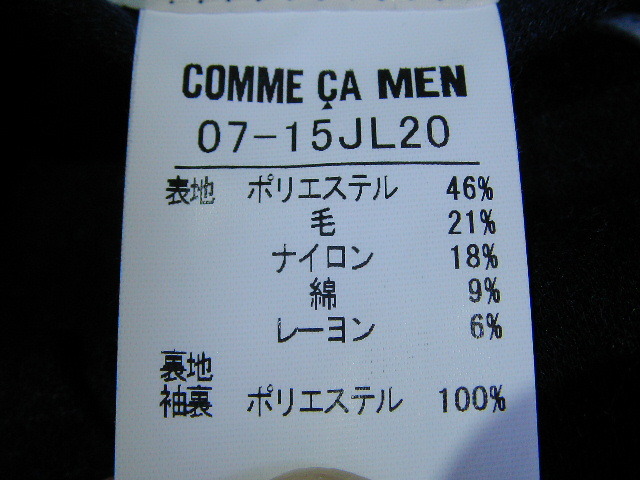 COMME ÇA MEN
07-15JL20
表地 ポリエステル 46%
毛 21%
ナイロン 18%
綿 9%
レーヨン 6%
裏地
袖裏 ポリエステル 100%